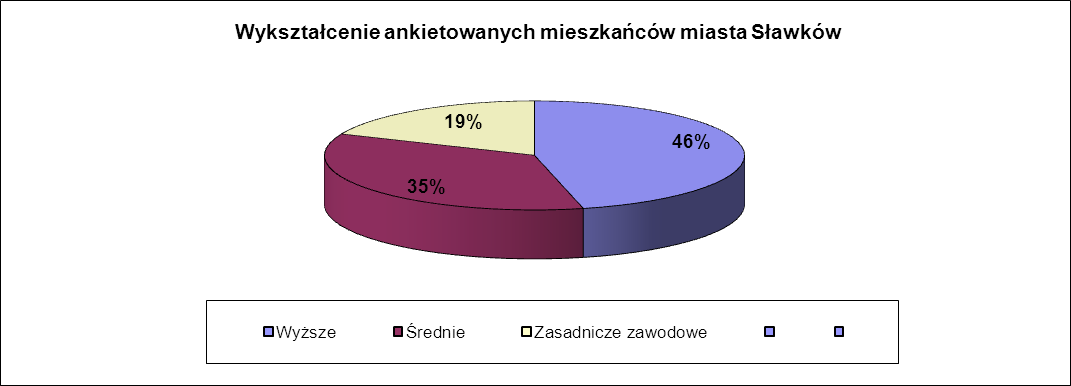 Wykształcenie ankietowanych mieszkańców miasta Sławków
19%
46%
35%
Wyższe Średnie Zasadnicze zawodowe